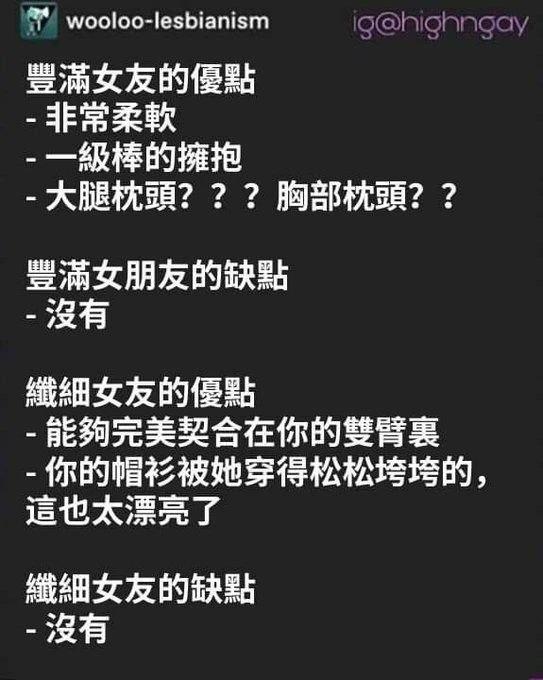 wooloo-lesbianism
ig@highngay
豐滿女友的優點
- 非常柔軟
- 一級棒的擁抱
- 大腿枕頭？？？胸部枕頭？？
豐滿女朋友的缺點
- 沒有
纖細女友的優點
- 能夠完美契合在你的雙臂裏
- 你的帽衫被她穿得松松垮垮的，
這也太漂亮了
纖細女友的缺點
- 沒有